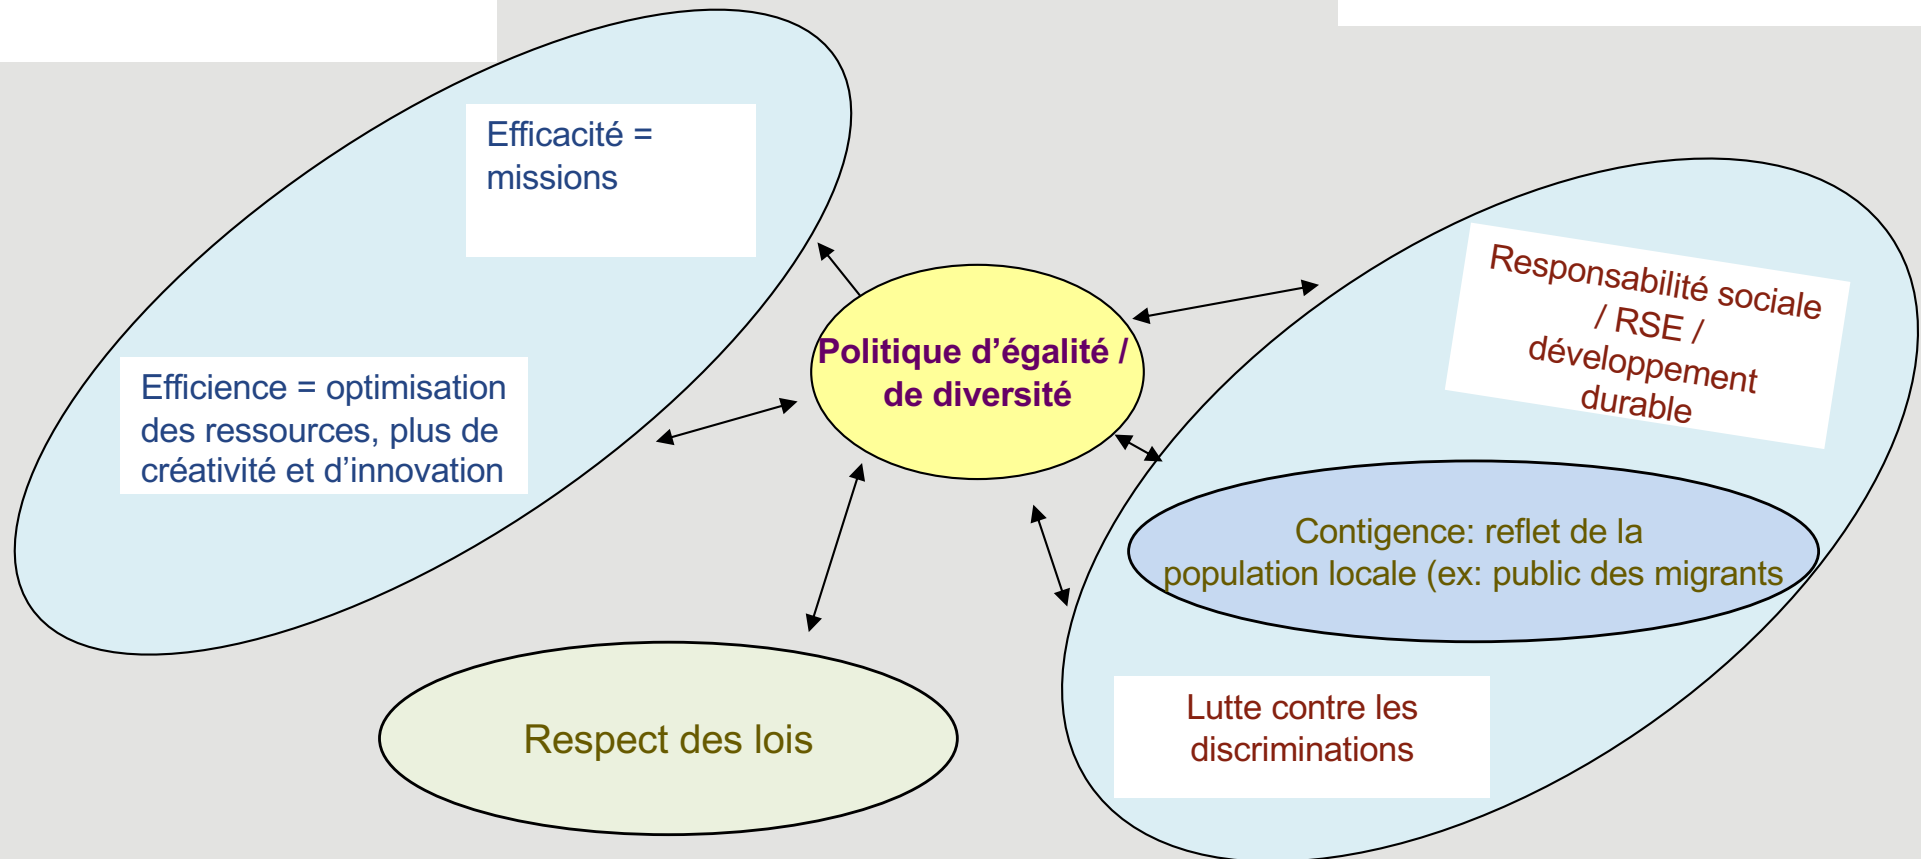 Efficacité =
missions
Efficience = optimisation
des ressources, plus de
créativité et d’innovation
Politique d’égalité /
de diversité
Responsabilité sociale
/ RSE /
développement
durable
Contigence: reflet de la
population locale (ex: public des migrants
Respect des lois
Lutte contre les
discriminations